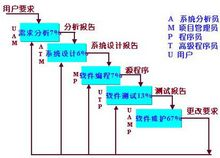 用户要求
A 系统分析员
M 项目管理员
P 程序员
T 高级程序员
U 用户
分析报告
U
A
M
需求分析7%
系统设计报告
A
T
M
系统设计6%
源程序
M
P
软件编程7%
测试报告
U
T
P
软件测试13%
更改要求
U
M
P
软件维护67%